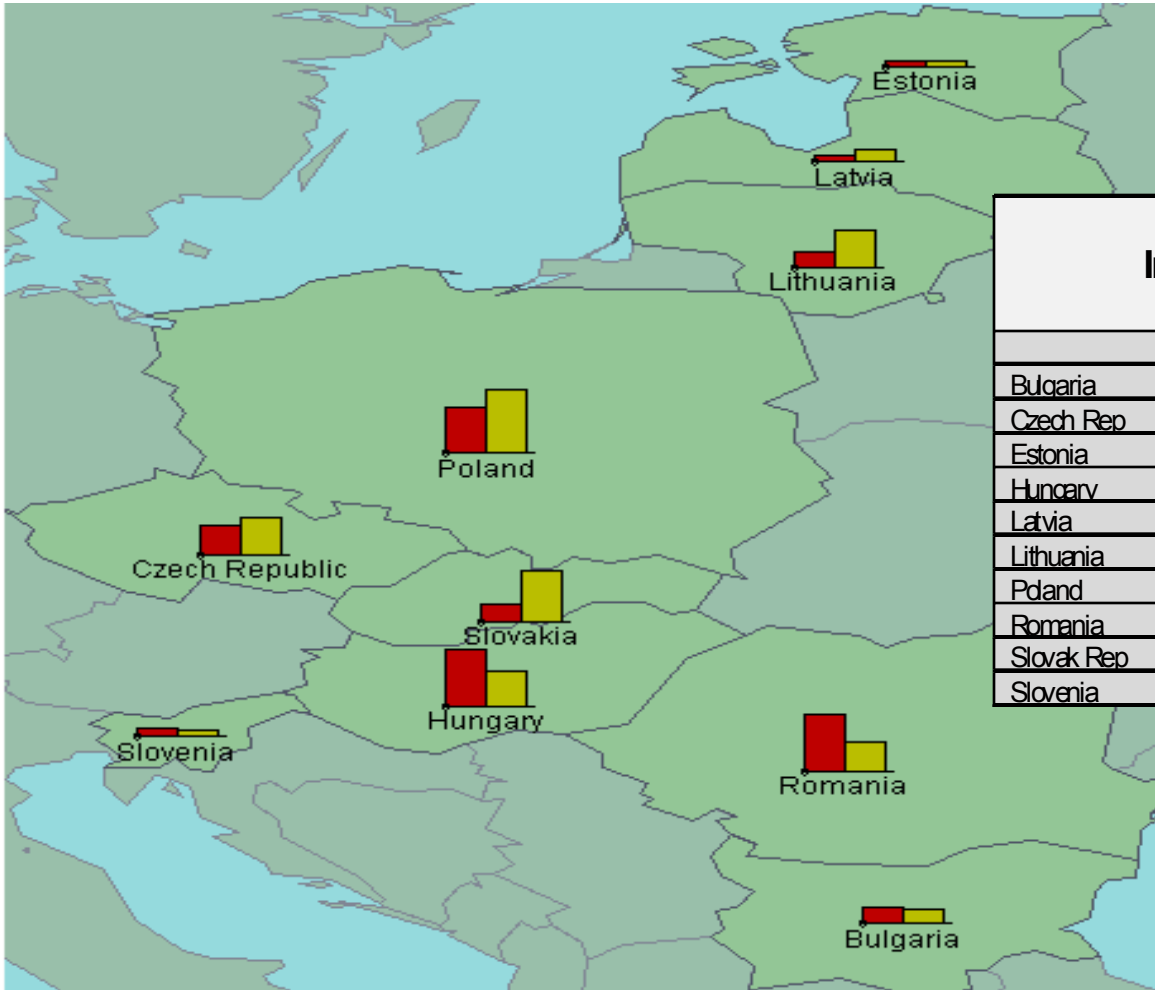 Estonia
Latvia
Lithuania
Poland
Czech Republic
Slovakia
Hungary
Slovenia
Romania
Bulgaria
Bulgaria
Czech Rep
Estonia
Hungary
Latvia
Lithuania
Poland
Romania
Slovak Rep
Slovenia